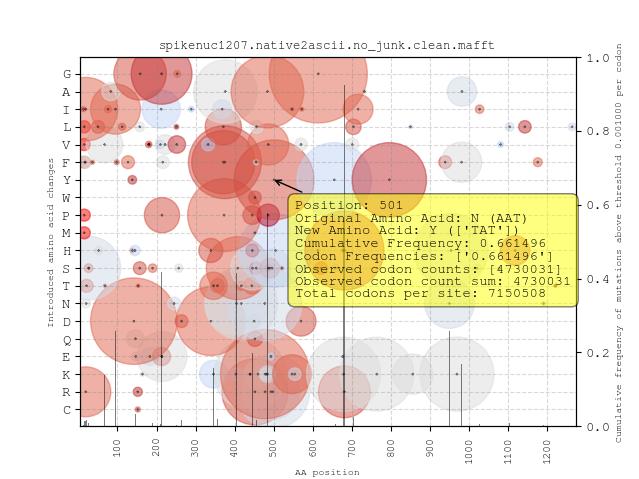 spikenuc1207.native2ascii.no_junk.clean.mafft
Introduced amino acid changes
G
A
I
L
V
F
Y
W
P
M
H
S
T
N
D
Q
E
K
R
C
Position: 501
Original Amino Acid: N (AAT)
New Amino Acid: Y (['TAT'])
Cumulative Frequency: 0.661496
Codon Frequencies: ['0.661496']
Observed codon counts: [4730031]
Observed codon count sum: 4730031
Total codons per site: 7150508
1.0
0.8
0.6
0.4
0.2
0.0
Cumulative frequency of mutations above threshold 0.001000 per codon
100
200
300
400
500
600
700
800
900
1000
1100
1200
AA position